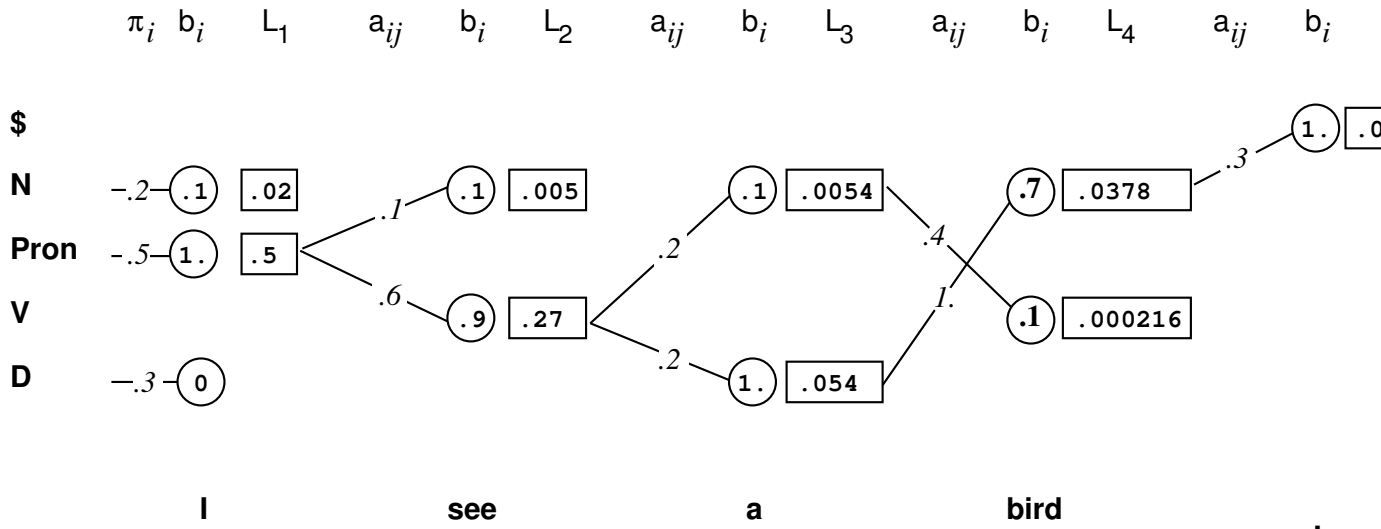 πi bi L1 aij bi L2 aij bi L3 aij bi L4 aij bi
$ 1. .0
.3
N .2 .1 .02 .1 .1 .005 .1 .0054 .7 .0378
.2 .4
Pron .5 1. .5
.6 1.
V .9 .27 .1 .000216
.2
D .3 0 1. .054
I see a bird